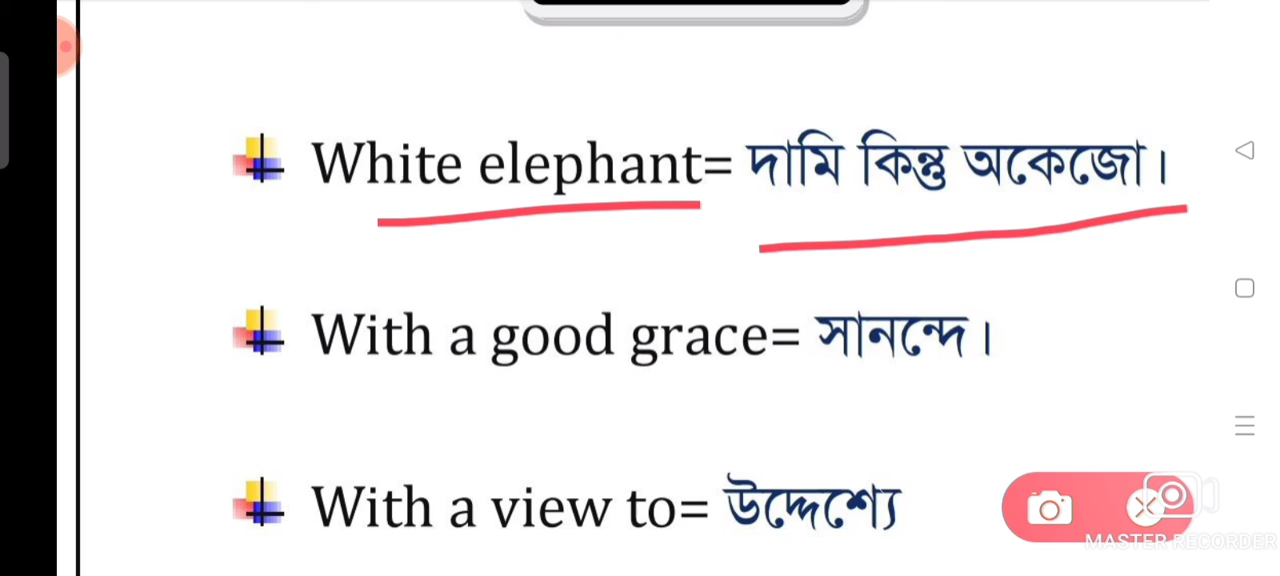 White elephant= দামি কিন্তু অকেজো।
With a good grace= সানন্দে।
With a view to= উদ্দেশ্যে
MASTER RECORDER